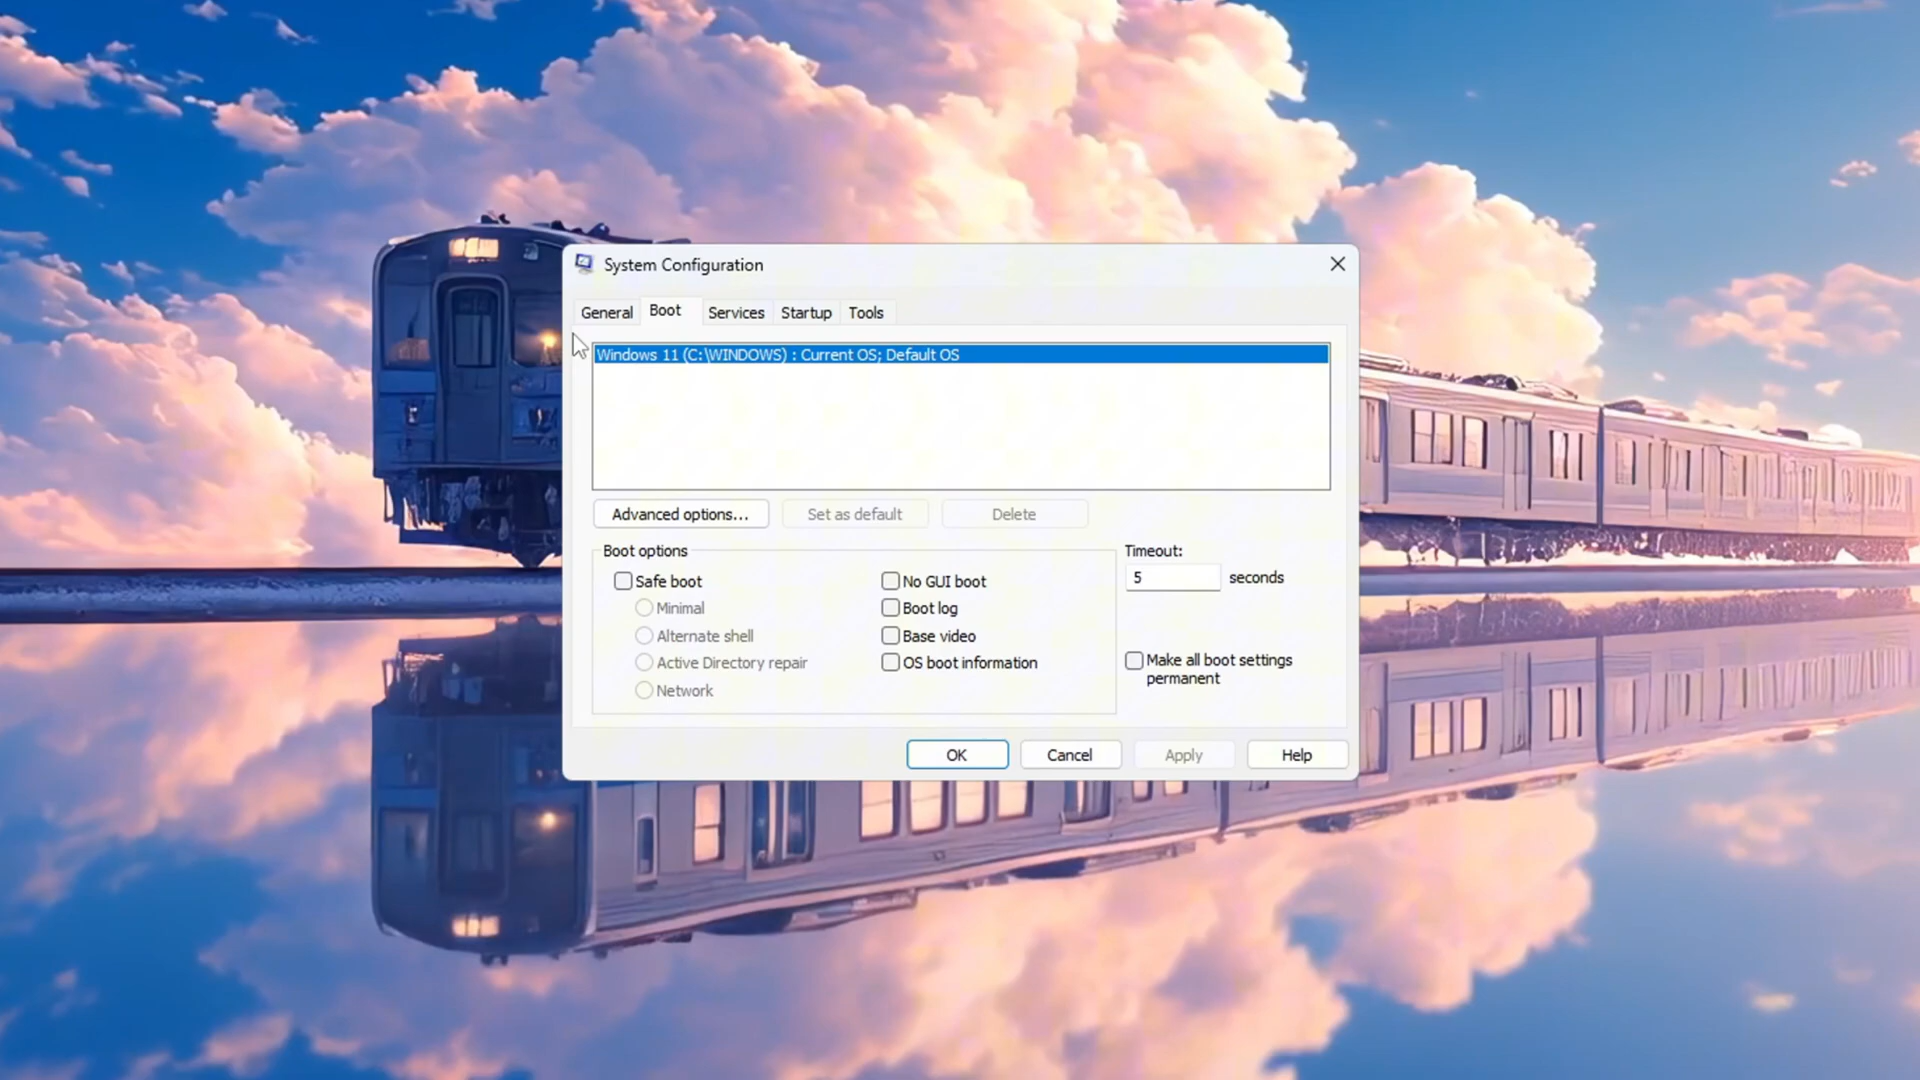 System Configuration
General Boot Services Startup Tools
Windows 11 (C:\WINDOWS) : Current OS; Default OS
Advanced options... Set as default Delete
Boot options
Timeout:
Safe boot
No GUI boot
5 seconds
Minimal
Boot log
Alternate shell
Base video
Active Directory repair
OS boot information
Make all boot settings
permanent
Network
OK Cancel Apply Help